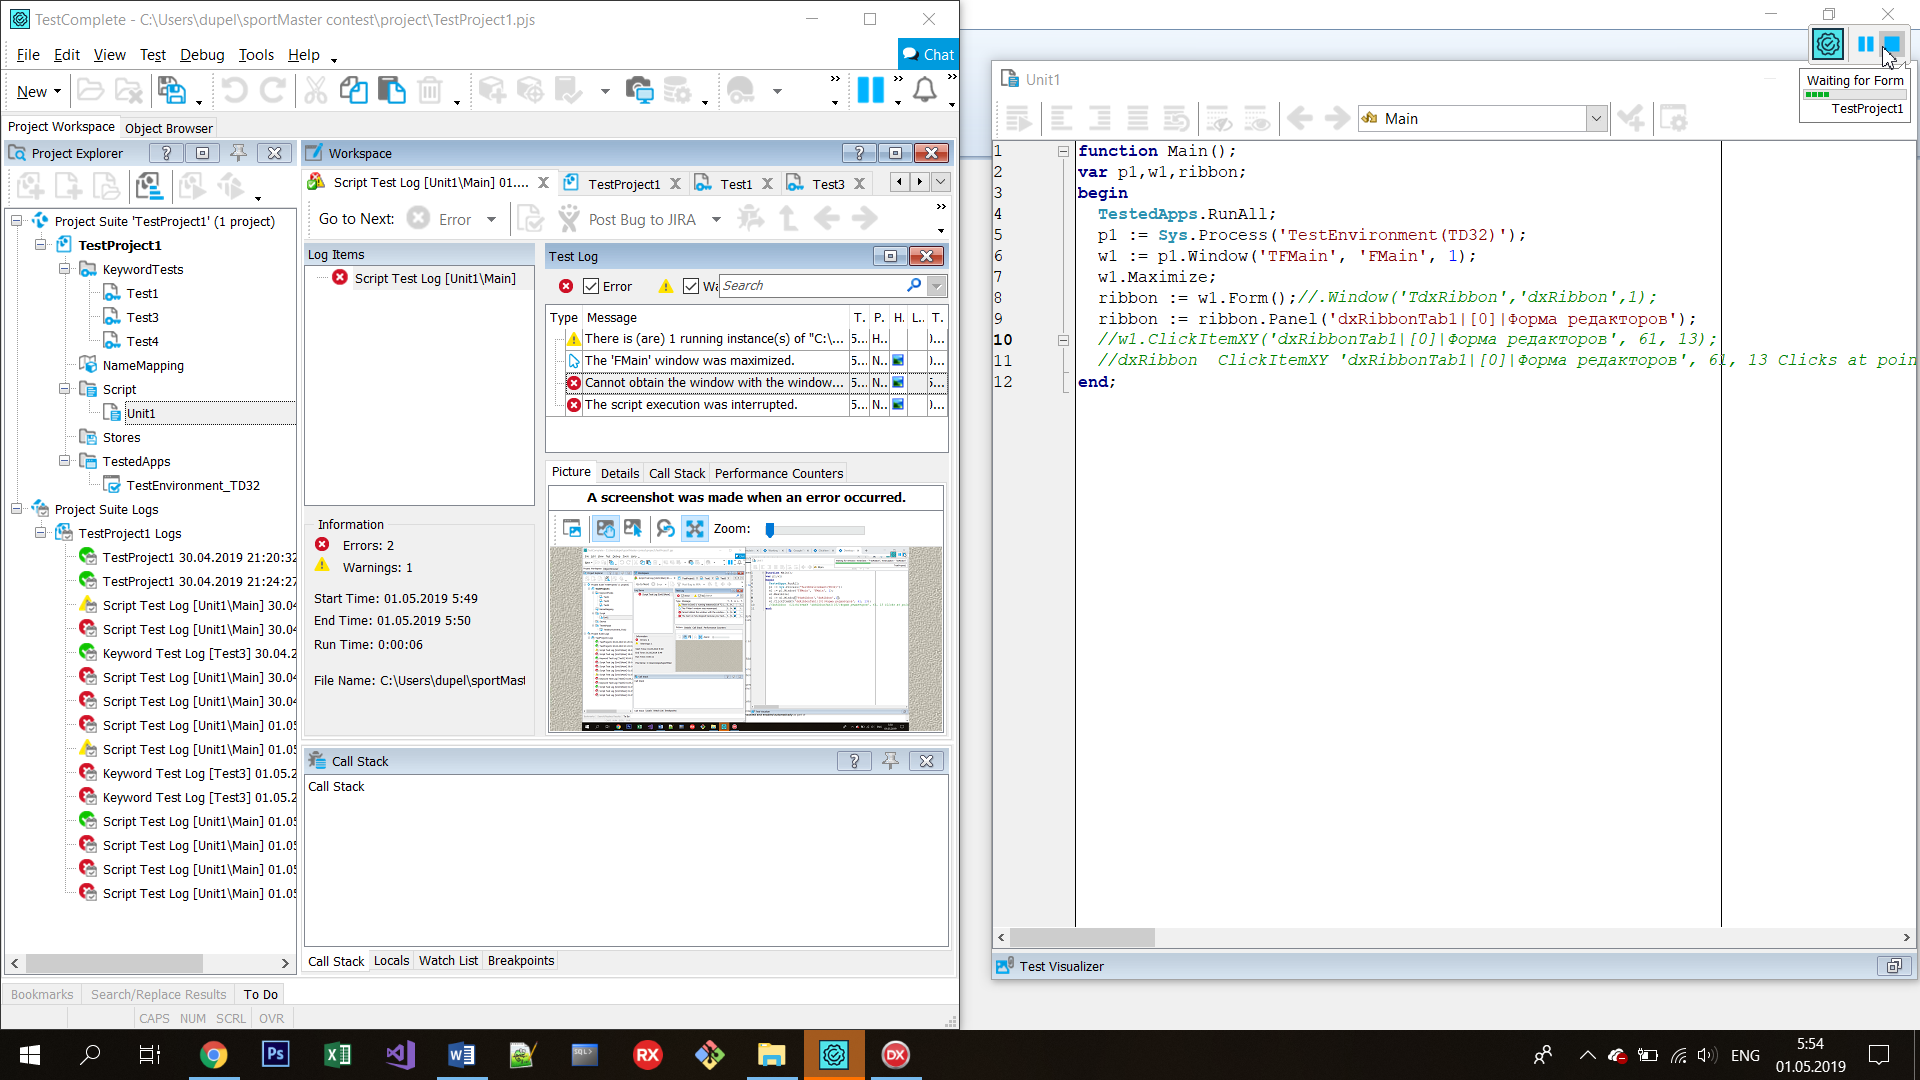 TestComplete - C:\Users\dupel\sportMaster contest\project\TestProject1.pjs
File Edit View Test Debug Tools Help
Chat
New
Project Workspace Object Browser
Project Explorer
Project Suite 'TestProject1' (1 project)
TestProject1
KeywordTests
Test1
Test3
Test4
NameMapping
Script
Unit1
Stores
TestedApps
TestEnvironment_TD32
Project Suite Logs
TestProject1 Logs
TestProject1 30.04.2019 21:20:32
TestProject1 30.04.2019 21:24:27
Script Test Log [Unit1\Main] 30.04
Script Test Log [Unit1\Main] 30.04
Keyword Test Log [Test3] 30.04.2
Script Test Log [Unit1\Main] 30.04
Script Test Log [Unit1\Main] 30.04
Script Test Log [Unit1\Main] 01.05
Script Test Log [Unit1\Main] 01.05
Keyword Test Log [Test3] 01.05.2
Keyword Test Log [Test3] 01.05.2
Script Test Log [Unit1\Main] 01.05
Script Test Log [Unit1\Main] 01.05
Script Test Log [Unit1\Main] 01.05
Script Test Log [Unit1\Main] 01.05
Workspace
Script Test Log [Unit1\Main] 01.... TestProject1 Test1 Test3
Go to Next: Error Post Bug to JIRA
Log Items
Script Test Log [Unit1\Main]
Test Log
Error Wa Search
Type Message T. P. H. L.. T.
There is (are) 1 running instance(s) of "C:\... 5... H..
The 'FMain' window was maximized. 5... N..
Cannot obtain the window with the window... 5... N..
The script execution was interrupted. 5... N..
Picture Details Call Stack Performance Counters
A screenshot was made when an error occurred.
Zoom:
Information
Errors: 2
Warnings: 1
Start Time: 01.05.2019 5:49
End Time: 01.05.2019 5:50
Run Time: 0:00:06
File Name: C:\Users\dupel\sportMast
Call Stack
Call Stack
Call Stack Locals Watch List Breakpoints
Bookmarks Search/Replace Results To Do
CAPS NUM SCRL OVR
Waiting for Form
TestProject1
Unit1
Main
1 function Main();
2 var p1,w1,ribbon;
3 begin
4 TestedApps.RunAll;
5 p1 := Sys.Process('TestEnvironment(TD32)');
6 w1 := p1.Window('TFMain', 'FMain', 1);
7 w1.Maximize;
8 ribbon := w1.Form();//.Window('TdxRibbon','dxRibbon',1);
9 ribbon := ribbon.Panel('dxRibbonTab1|[0]|Форма редакторов');
10 //w1.ClickItemXY('dxRibbonTab1|[0]|Форма редакторов', 61, 13);
11 //dxRibbon ClickItemXY 'dxRibbonTab1|[0]|Форма редакторов', 61, 13 Clicks at poin
12 end;
Test Visualizer
Ps
SQL>
RX
DX
ENG
5:54
01.05.2019